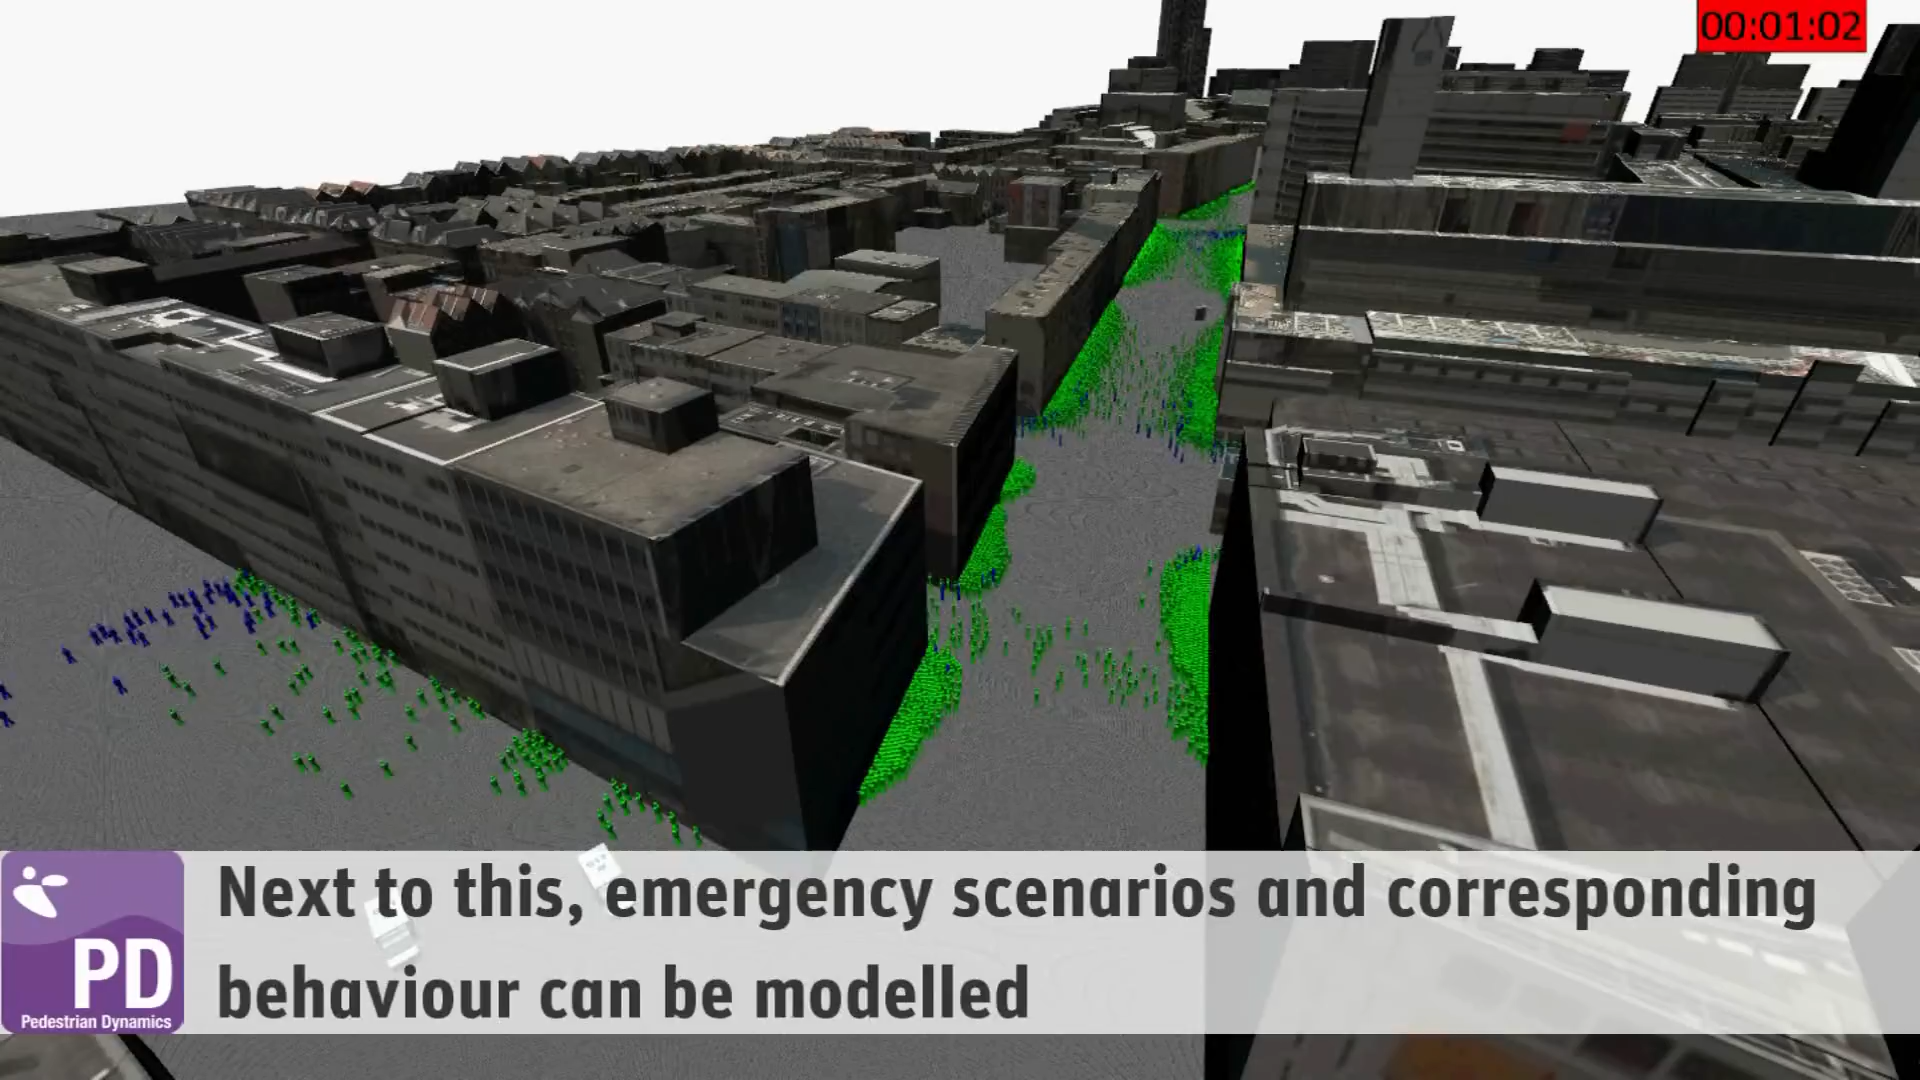 00:01:02
Next to this, emergency scenarios and corresponding
behaviour can be modelled
PD
Pedestrian Dynamics